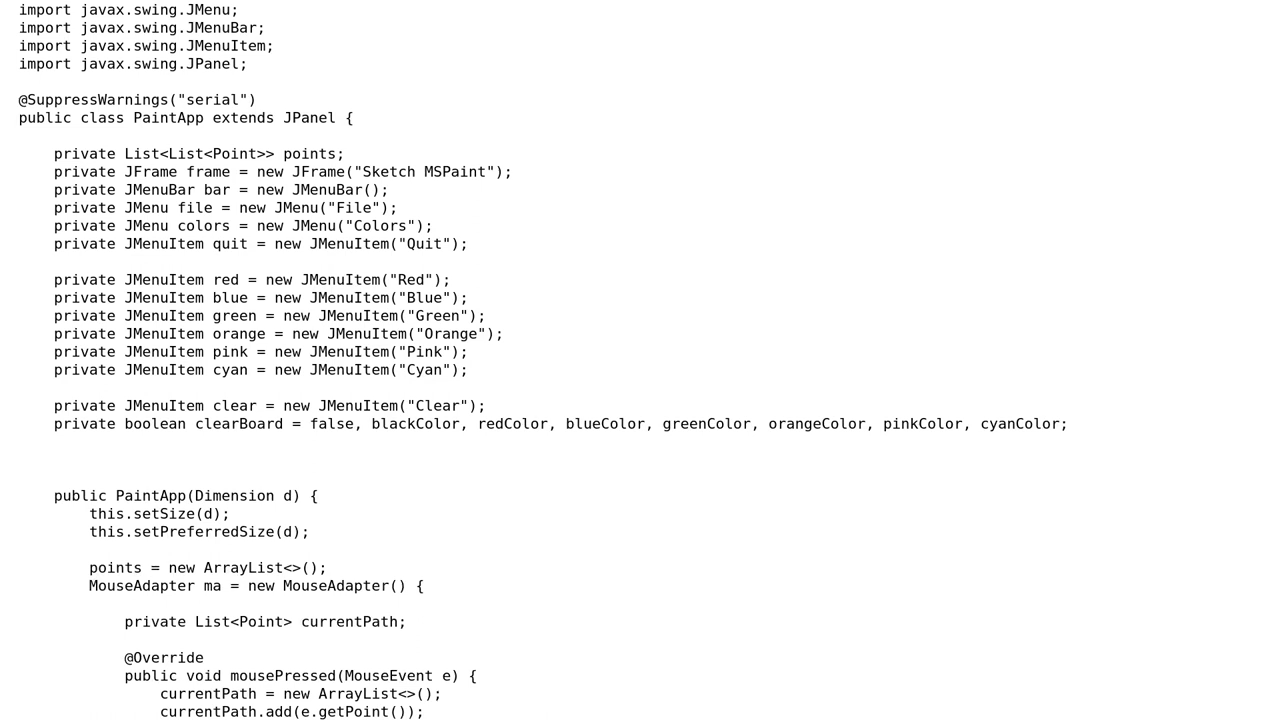 import javax.swing.JMenu;
import javax.swing.JMenuBar;
import javax.swing.JMenuItem;
import javax.swing.JPanel;

@SuppressWarnings("serial")
public class PaintApp extends JPanel {

    private List<List<Point>> points;
    private JFrame frame = new JFrame("Sketch MSPaint");
    private JMenuBar bar = new JMenuBar();
    private JMenu file = new JMenu("File");
    private JMenu colors = new JMenu("Colors");
    private JMenuItem quit = new JMenuItem("Quit");

    private JMenuItem red = new JMenuItem("Red");
    private JMenuItem blue = new JMenuItem("Blue");
    private JMenuItem green = new JMenuItem("Green");
    private JMenuItem orange = new JMenuItem("Orange");
    private JMenuItem pink = new JMenuItem("Pink");
    private JMenuItem cyan = new JMenuItem("Cyan");

    private JMenuItem clear = new JMenuItem("Clear");
    private boolean clearBoard = false, blackColor, redColor, blueColor, greenColor, orangeColor, pinkColor, cyanColor;

    public PaintApp(Dimension d) {
        this.setSize(d);
        this.setPreferredSize(d);

        points = new ArrayList<>();
        MouseAdapter ma = new MouseAdapter() {

            private List<Point> currentPath;

            @Override
            public void mousePressed(MouseEvent e) {
                currentPath = new ArrayList<>();
                currentPath.add(e.getPoint());